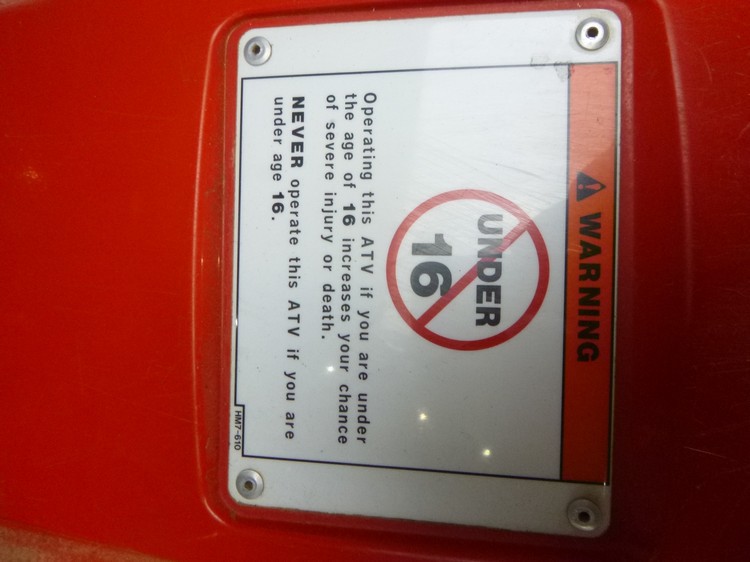 WARNING
UNDER
16
Operating this ATV if you are under
the age of 16 increases your chance
of severe injury or death.
NEVER operate this ATV if you are
under age 16.
HM7-610